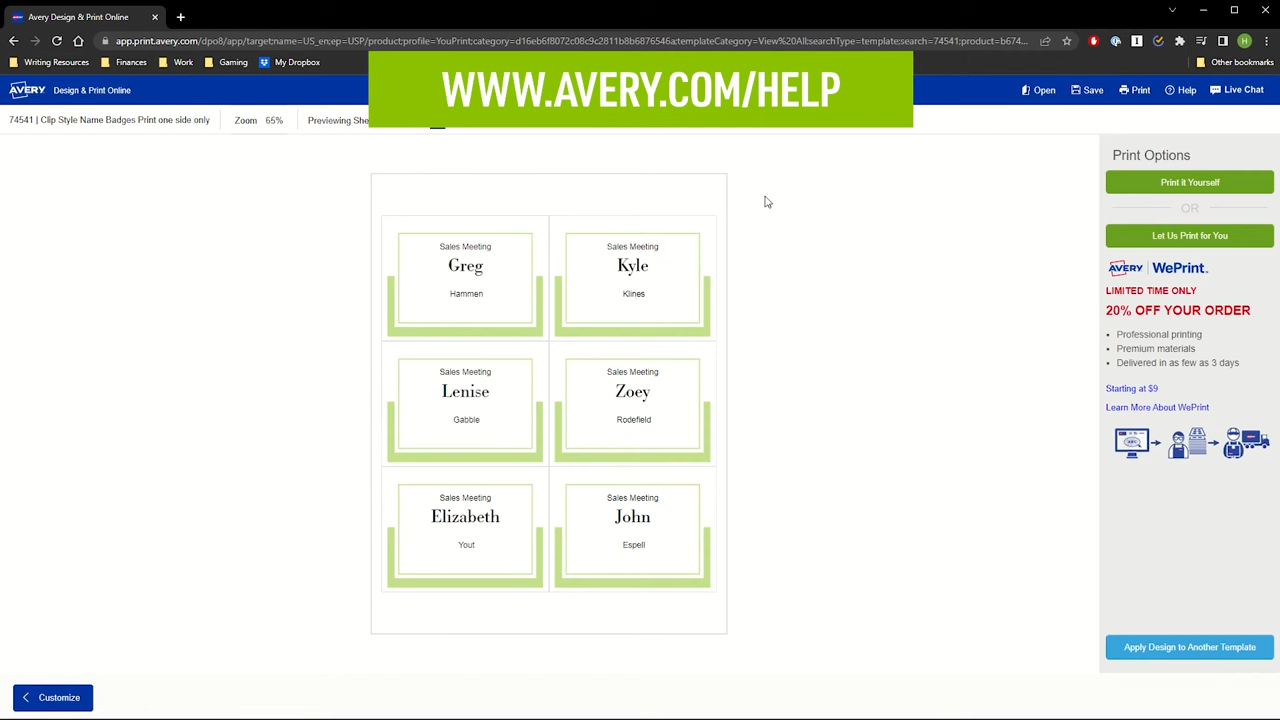 Avery Design & Print Online
app.print.avery.com/dpo8/app/target:name=US_en;ep=USP/product;profile=YouPrint;category=d16eb6f8072c08c9c2811b8b6876546a;templateCategory=View%20All;searchType=template;search=74541;product=b674...
Writing Resources
Finances
Work
Gaming
My Dropbox
Other bookmarks
WWW.AVERY.COM/HELP
AVERY
Design & Print Online
Open
Save
Print
Help
Live Chat
74541 | Clip Style Name Badges Print one side only
Zoom 65%
Previewing She
Print Options
Print it Yourself
OR
Let Us Print for You
AVERY WePrint
LIMITED TIME ONLY
20% OFF YOUR ORDER
Professional printing
Premium materials
Delivered in as few as 3 days
Starting at $9
Learn More About WePrint
Sales Meeting
Greg
Hammen
Sales Meeting
Kyle
Klines
Sales Meeting
Lenise
Gabble
Sales Meeting
Zoey
Rodefield
Sales Meeting
Elizabeth
Yout
Sales Meeting
John
Espell
Apply Design to Another Template
Customize